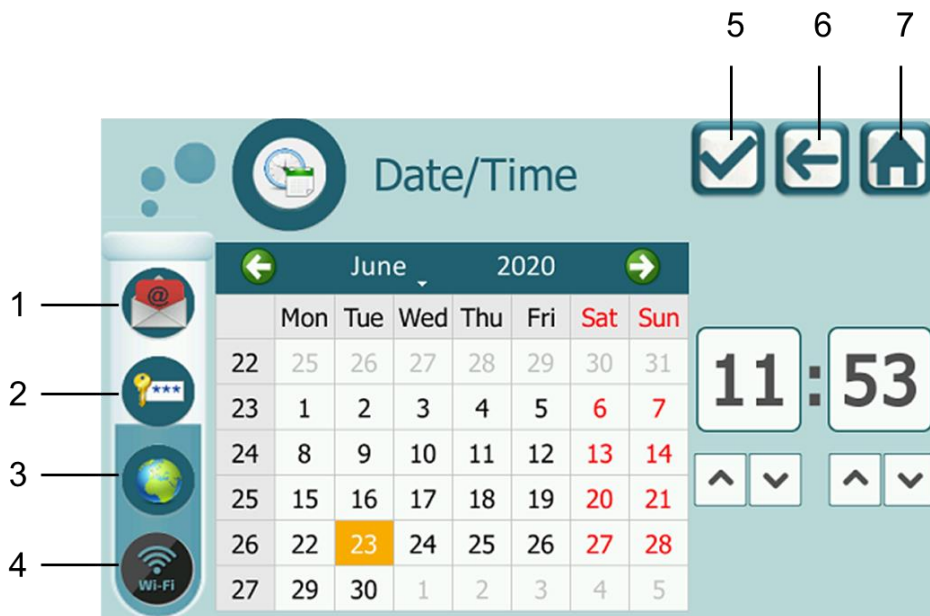 5 6 7
Date/Time
June 2020
1
@
Mon Tue Wed Thu Fri Sat Sun
22 25 26 27 28 29 30 31
2
***
23 1 2 3 4 5 6 7
11 : 53
24 8 9 10 11 12 13 14
3
25 15 16 17 18 19 20 21
26 22 23 24 25 26 27 28
4
Wi-Fi
27 29 30 1 2 3 4 5